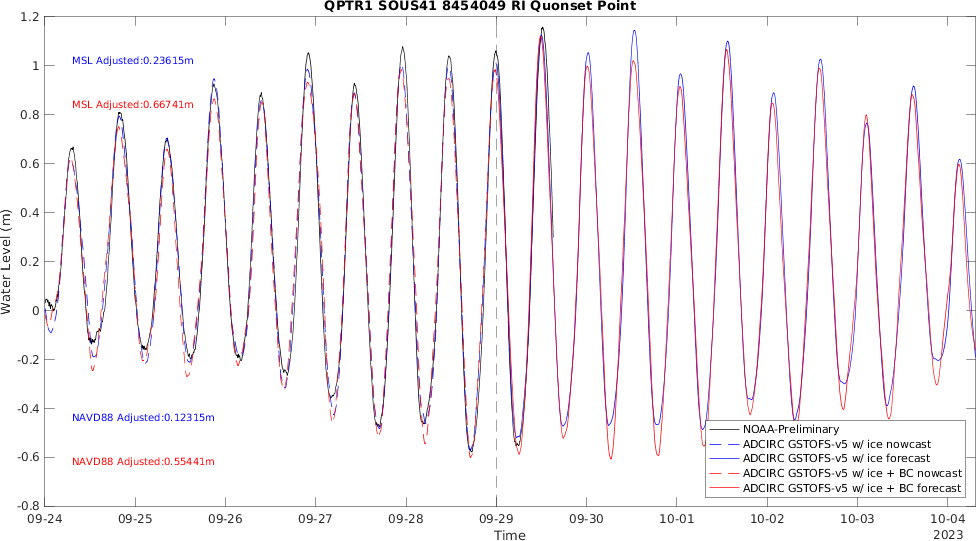 QPTR1 SOUS41 8454049 RI Quonset Point
1.2
1
0.8
0.6
0.4
0.2
0
-0.2
-0.4
-0.6
-0.8
Water Level (m)
MSL Adjusted:0.23615m
MSL Adjusted:0.66741m
NAVD88 Adjusted:0.12315m
NAVD88 Adjusted:0.55441m
NOAA-Preliminary
ADCIRC GSTOFS-v5 w/ ice nowcast
ADCIRC GSTOFS-v5 w/ ice forecast
ADCIRC GSTOFS-v5 w/ ice + BC nowcast
ADCIRC GSTOFS-v5 w/ ice + BC forecast
09-24 09-25 09-26 09-27 09-28 09-29 09-30 10-01 10-02 10-03 10-04
Time
2023